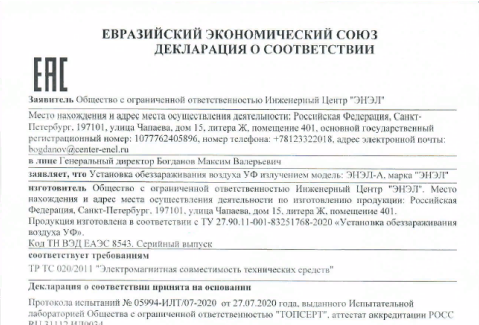 ЕВРАЗИЙСКИЙ ЭКОНОМИЧЕСКИЙ СОЮЗ
ДЕКЛАРАЦИЯ О СООТВЕТСТВИИ
ЕАС
Заявитель Общество с ограниченной ответственностью Инженерный Центр "ЭНЭЛ"
Место нахождения и адрес места осуществления деятельности: Российская Федерация, Санкт-
Петербург, 197101, улица Чапаева, дом 15, литера Ж, помещение 401, основной государственный
регистрационный номер: 1077762405896, номер телефона: +78123322018, адрес электронной почты:
bogdanov@center-enel.ru
в лице Генеральный директор Богданов Максим Валерьевич
заявляет, что Установка обеззараживания воздуха УФ излучением модель: ЭНЭЛ-А, марка "ЭНЭЛ"
изготовитель Общество с ограниченной ответственностью Инженерный Центр "ЭНЭЛ". Место
нахождения и адрес места осуществления деятельности по изготовлению продукции: Российская
Федерация, Санкт-Петербург, 197101, улица Чапаева, дом 15, литера Ж, помещение 401.
Продукция изготовлена в соответствии с ТУ 27.90.11-001-83251768-2020 «Установка обеззараживания
воздуха УФ».
Код ТН ВЭД ЕАЭС 8543. Серийный выпуск
соответствует требованиям
ТР ТС 020/2011 "Электромагнитная совместимость технических средств"
Декларация о соответствии принята на основании
Протокола испытаний № 05994-ИЛТ/07-2020 от 27.07.2020 года, выданного Испытательной
лабораторией Общества с ограниченной ответственностью "ТОПСЕРТ", аттестат аккредитации РОСС